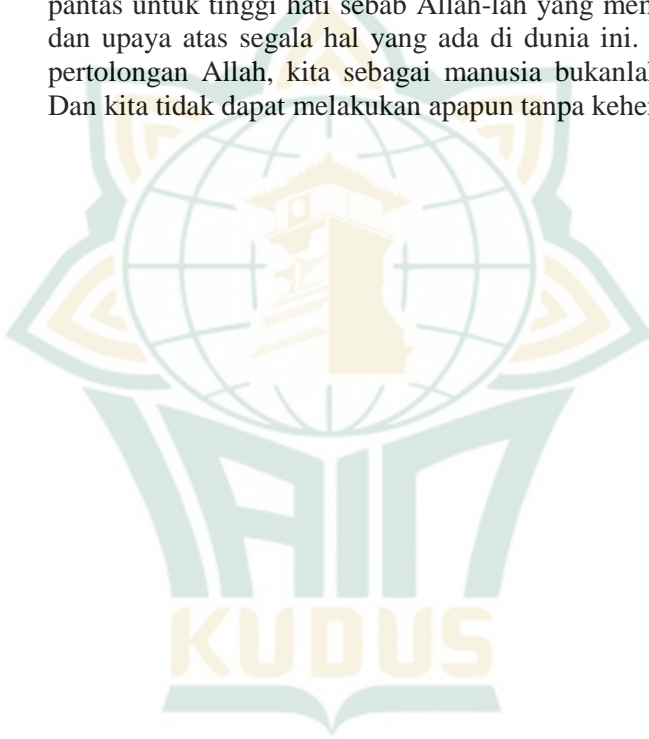 pantas untuk tinggi hati sebab Allah-lah yang
dan upaya atas segala hal yang ada di dunia ini.
pertolongan Allah, kita sebagai manusia
Dan kita tidak dapat melakukan apapun tanpa
IAIN
KUDUS